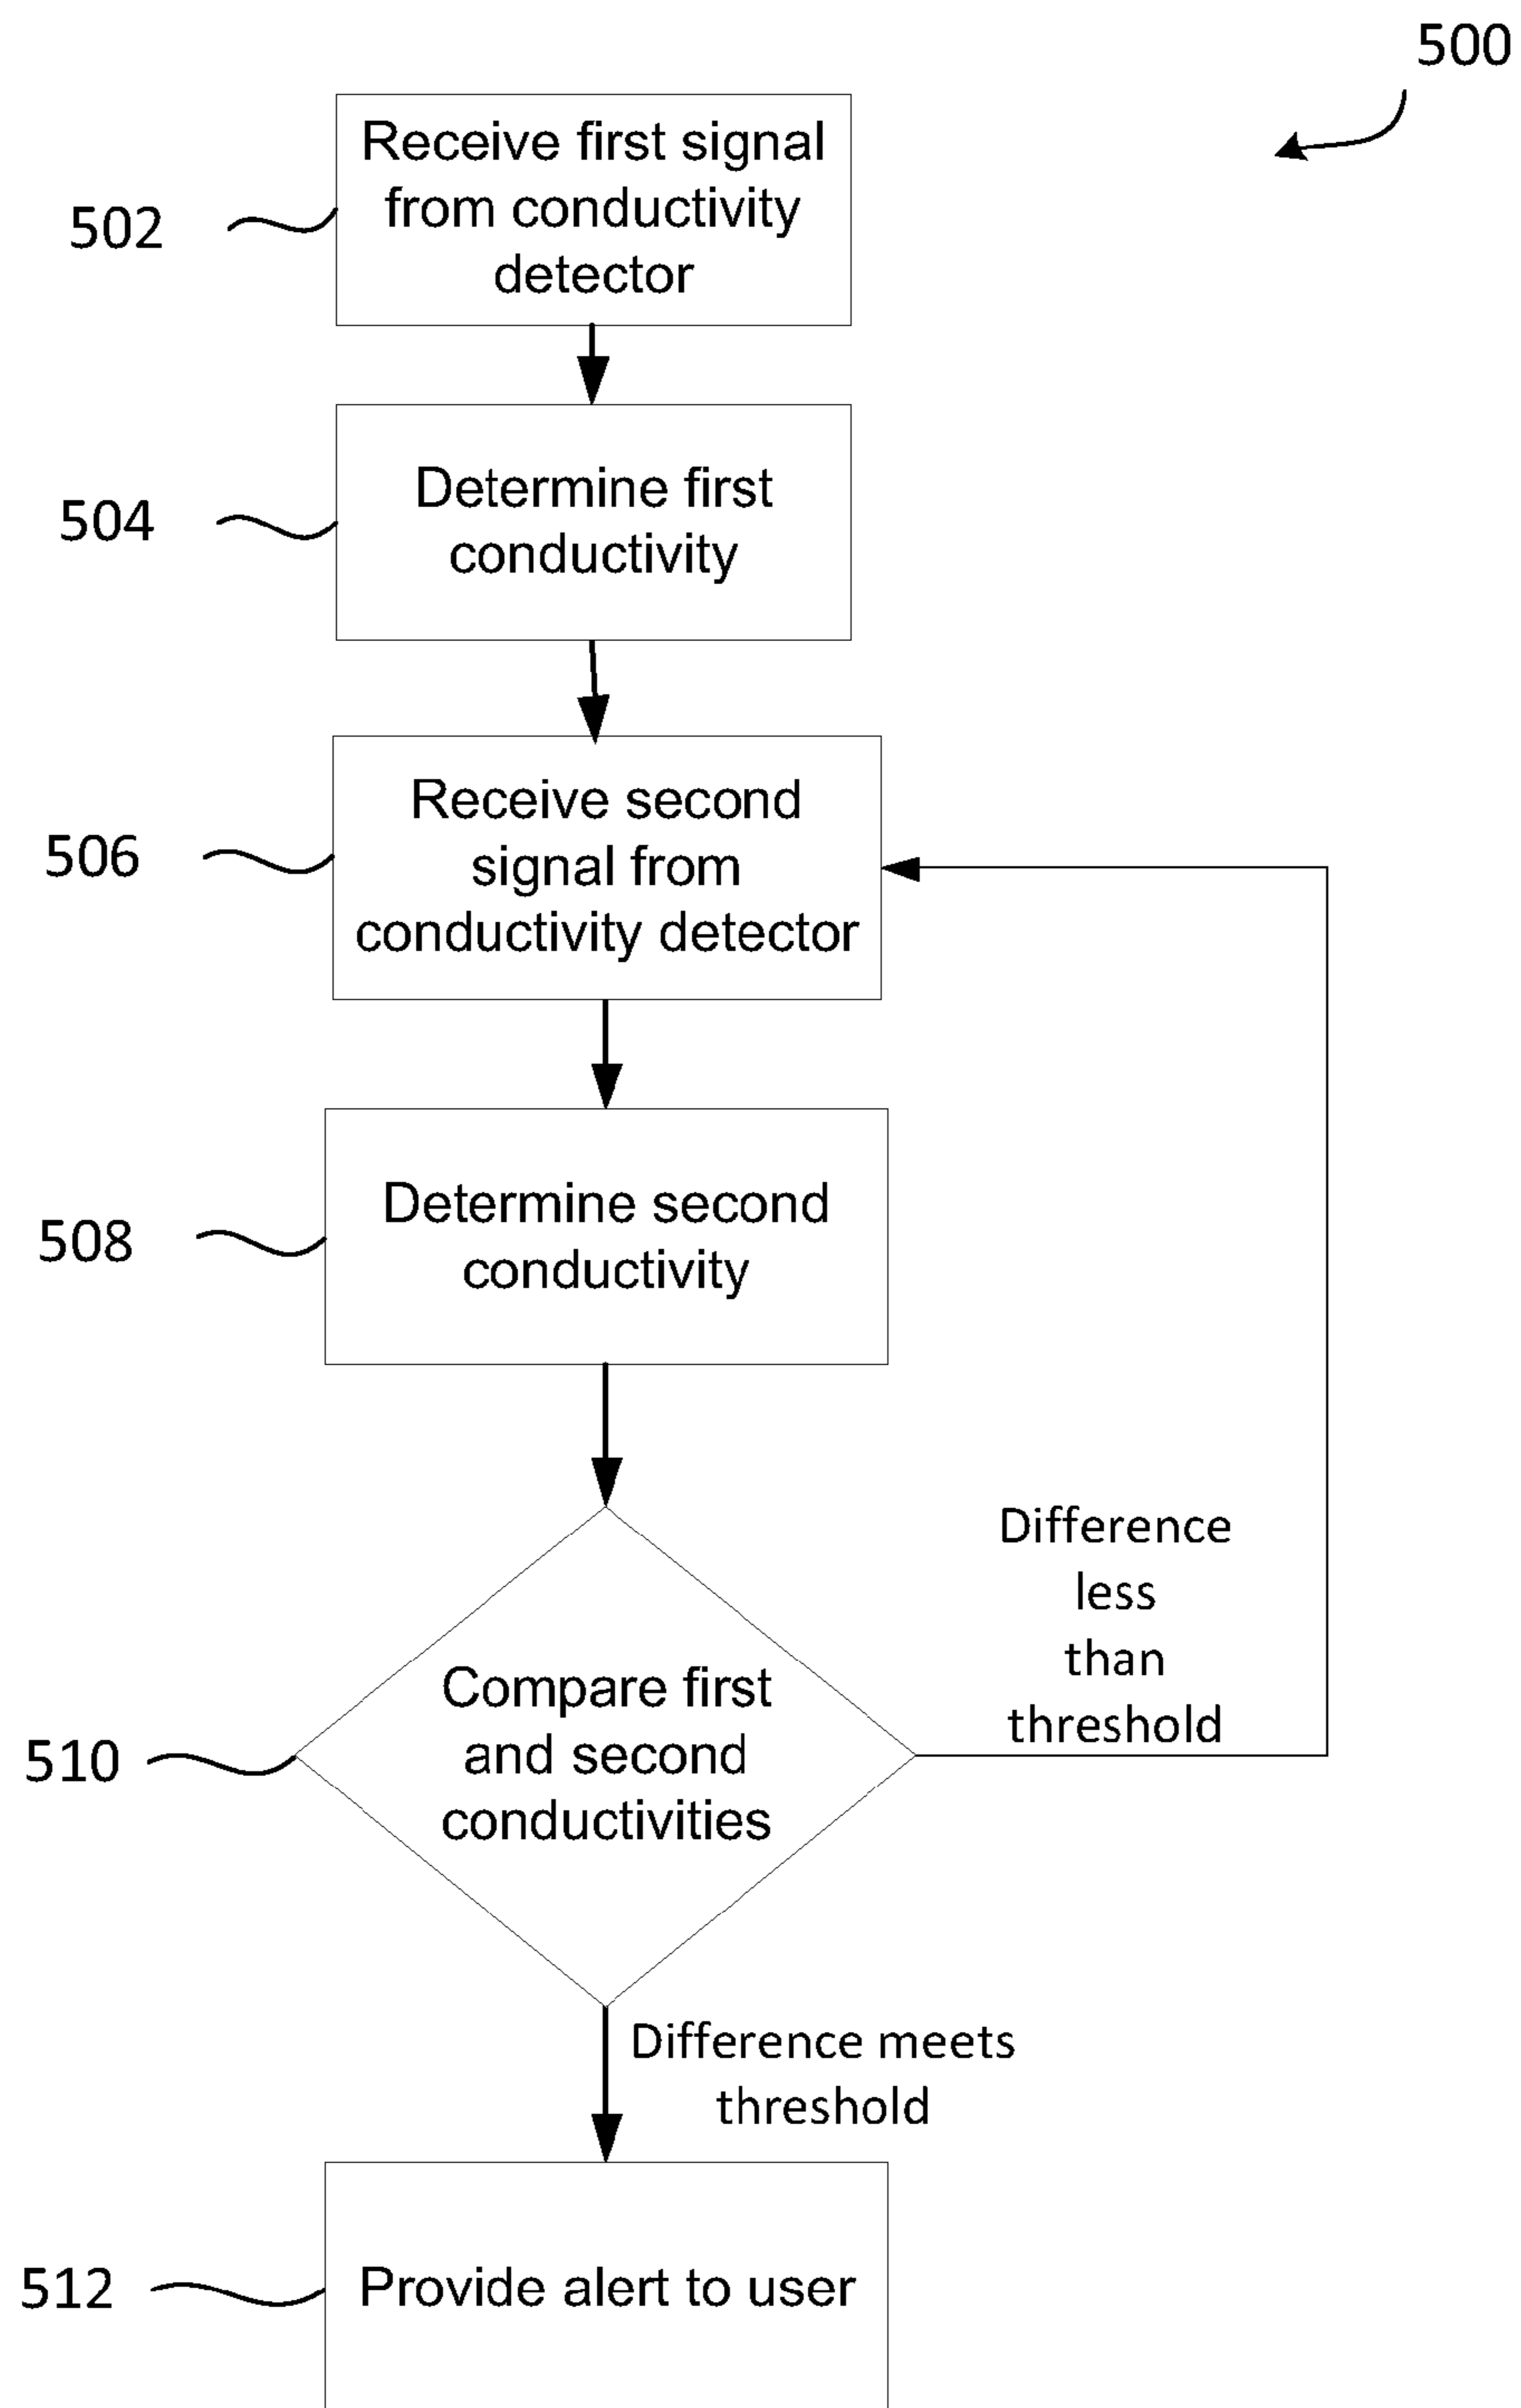 500
Receive first signal
from conductivity
detector
502
Determine first
conductivity
504
Receive second
signal from
conductivity detector
506
Determine second
conductivity
508
Difference
less
than
threshold
Compare first
and second
conductivities
510
Difference meets
threshold
Provide alert to user
512